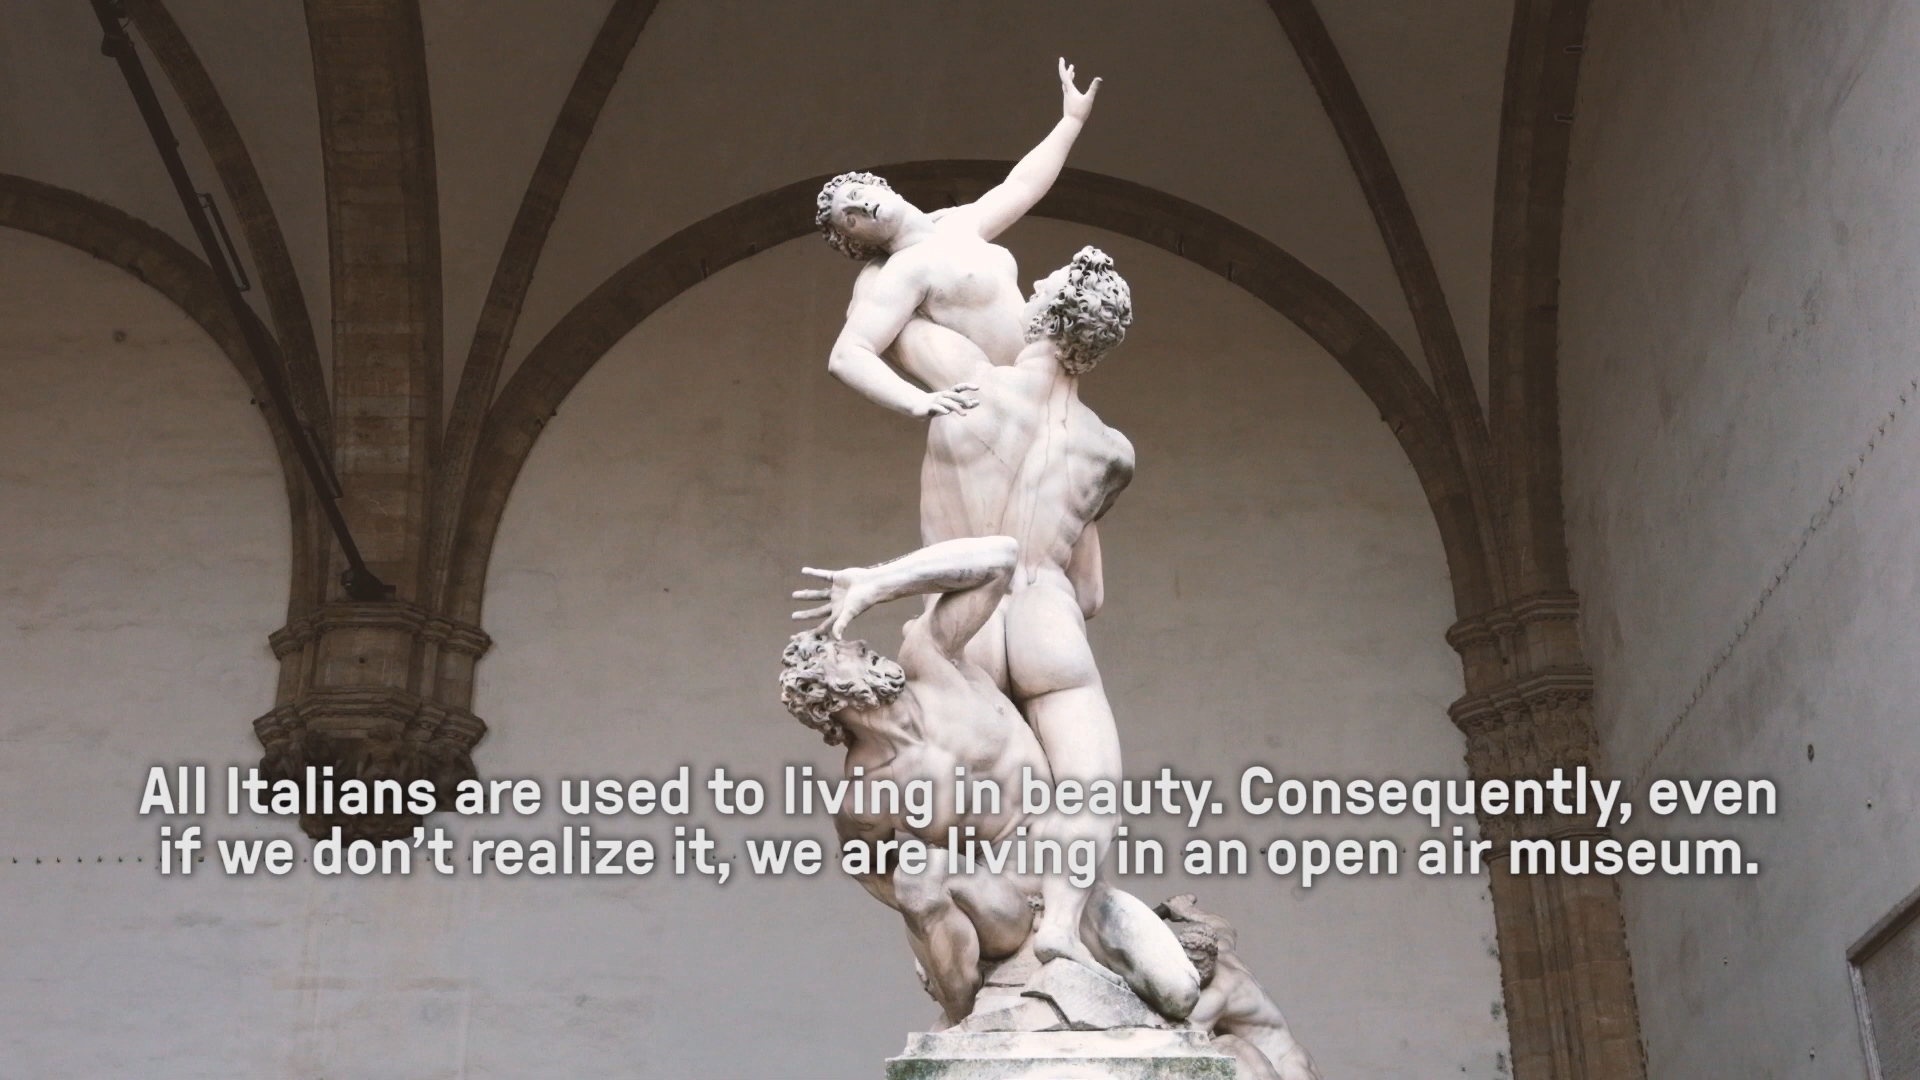 All Italians are used to living in beauty. Consequently, even
if we don’t realize it, we are living in an open air museum.